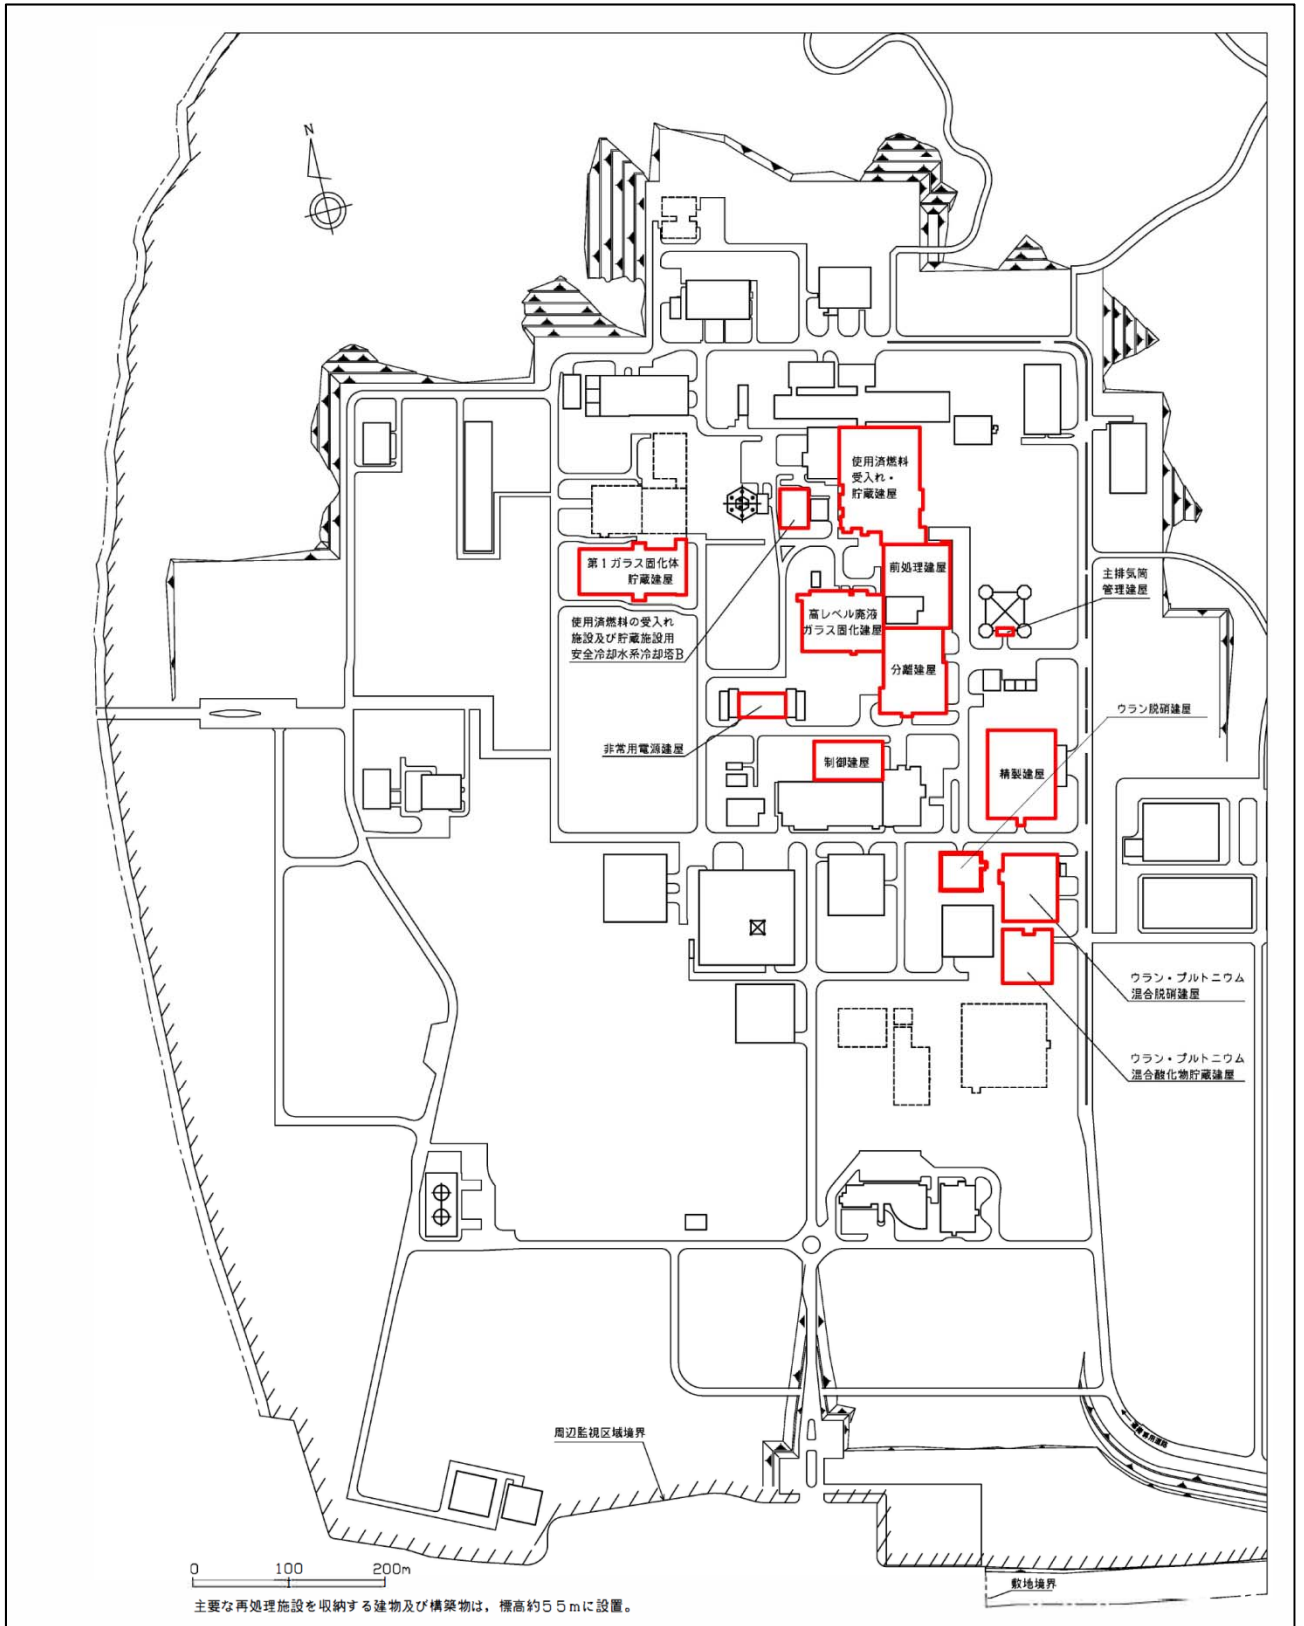 N
使用済燃料
受入れ・
貯蔵建屋
第1ガラス固化体
貯蔵建屋
前処理建屋
主排気筒
管理建屋
高レベル廃液
ガラス固化建屋
使用済燃料の受入れ
施設及び貯蔵施設用
安全冷却水系冷却塔B
分離建屋
ウラン脱硝建屋
非常用電源建屋
制御建屋
精製建屋
ウラン・プルトニウム
混合脱硝建屋
ウラン・プルトニウム
混合酸化物貯蔵建屋
周辺監視区域境界
0 100 200m
敷地境界
主要な再処理施設を収納する建物及び構築物は，標高約55mに設置。